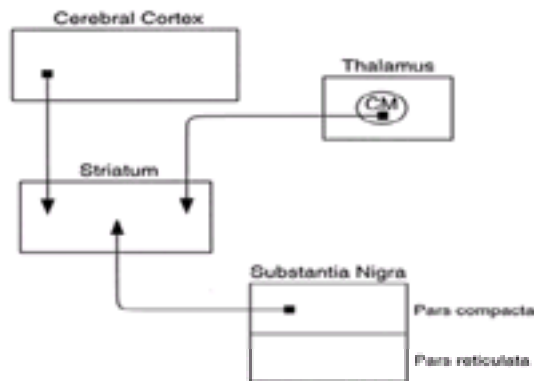 Cerebral Cortex
Thalamus
CM
Striatum
Substantia Nigra
Pars compacta
Pars reticulata